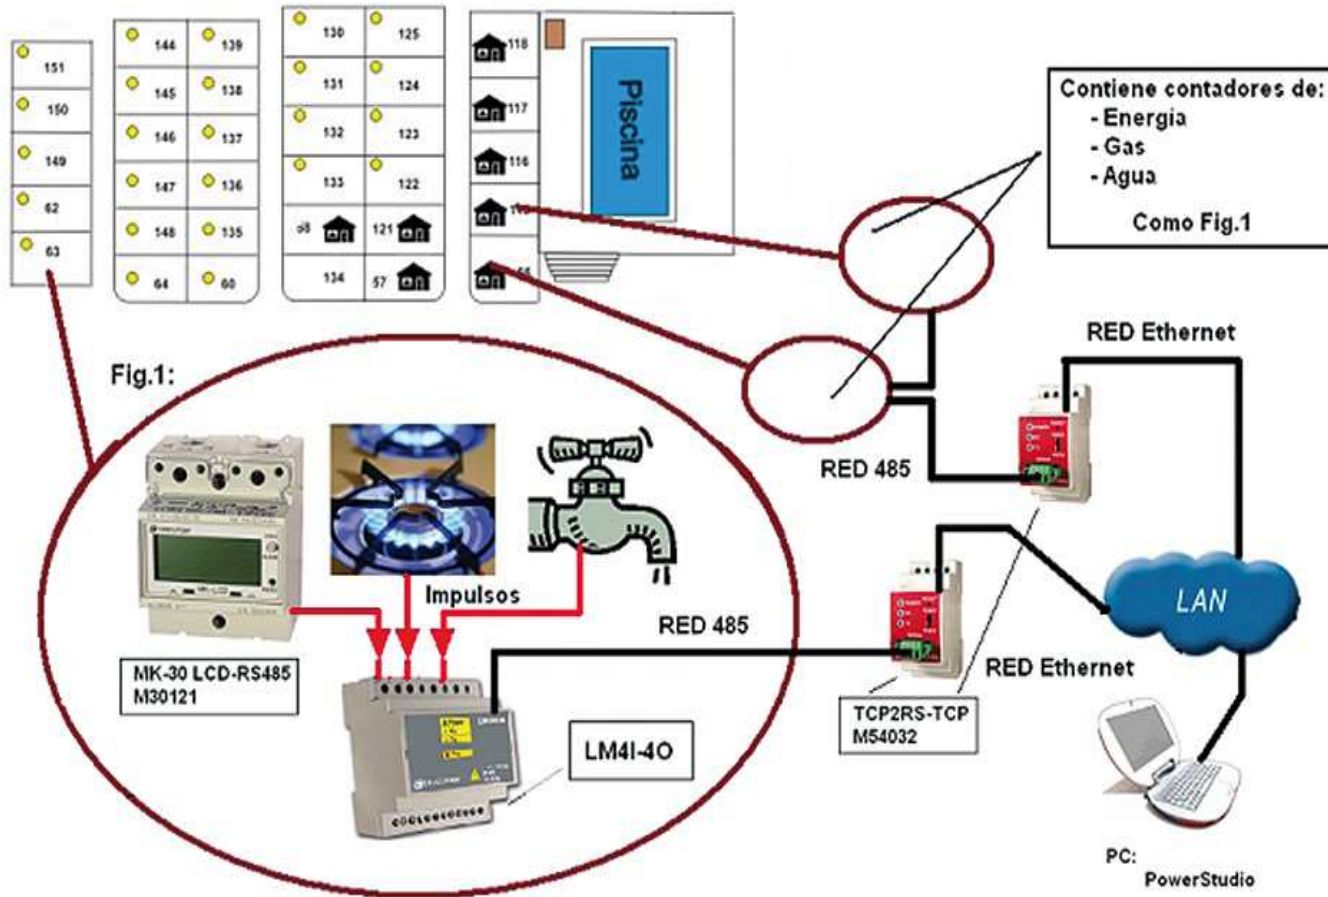 151
150
149
62
63
144
139
145
138
146
137
147
136
148
135
64
60
130
125
131
124
132
123
133
122
121
134
57
118
117
116
Piscina
Contiene contadores de:
- Energía
- Gas
- Agua
Como Fig.1
RED Ethernet
RED 485
Fig.1:
Impulsos
MK-30 LCD-RS485
M30121
LM4I-4O
RED 485
RED Ethernet
TCP2RS-TCP
M54032
LAN
PC:
PowerStudio